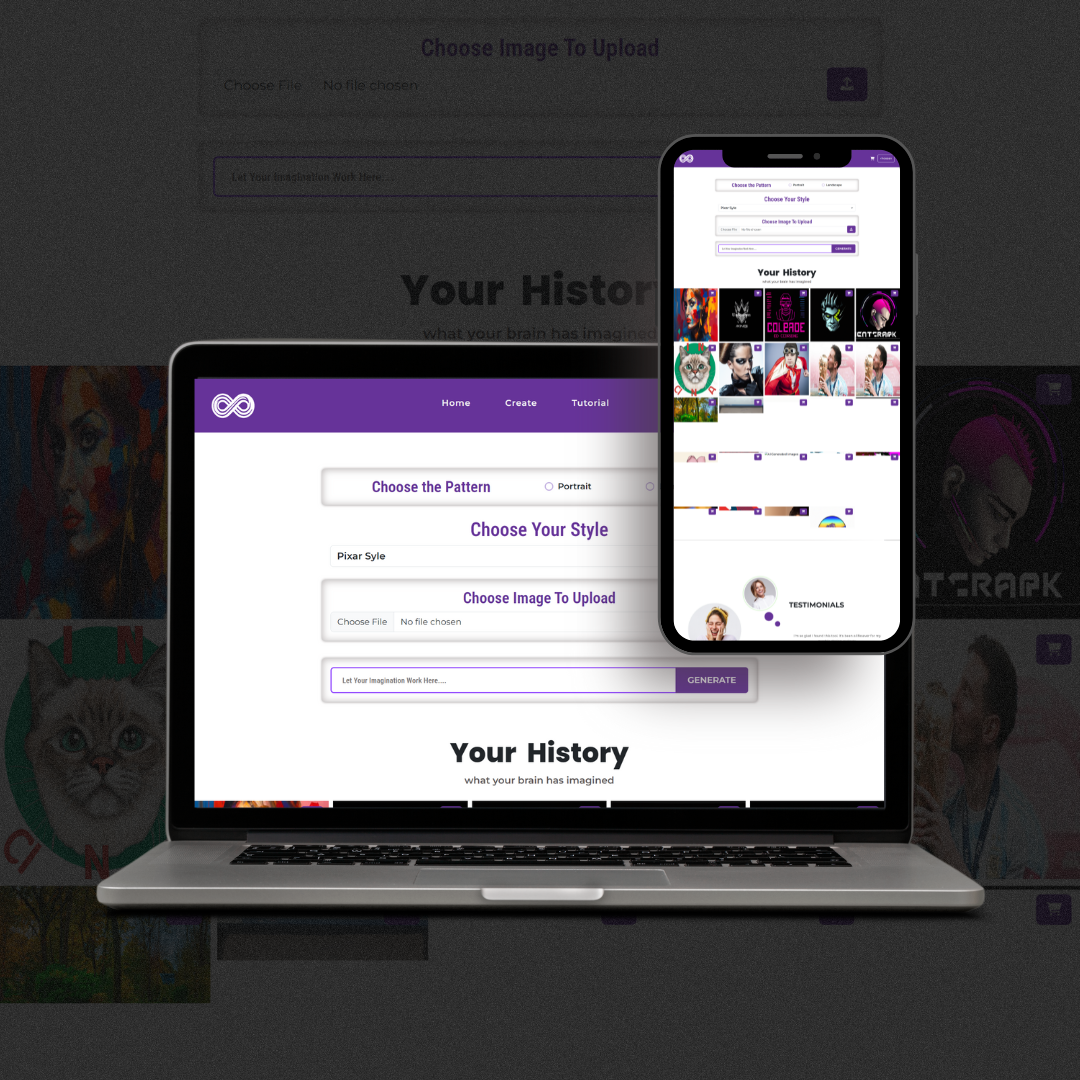 Choose Image To Upload
Choose File No file chosen
Let Your Imagination Work Here....
Your History
what your brain has imagined
Choose the Pattern Portrait Landscape
Choose Your Style
Pixar Syle
Choose Image To Upload
Choose File No file chosen
GENERATE
Your History
what your brain has imagined
COLBADE
TESTIMONIALS
Home Create Tutorial
Choose the Pattern Portrait
Choose Your Style
Pixar Syle
Choose Image To Upload
Choose File No file chosen
Let Your Imagination Work Here.... GENERATE
Your History
what your brain has imagined